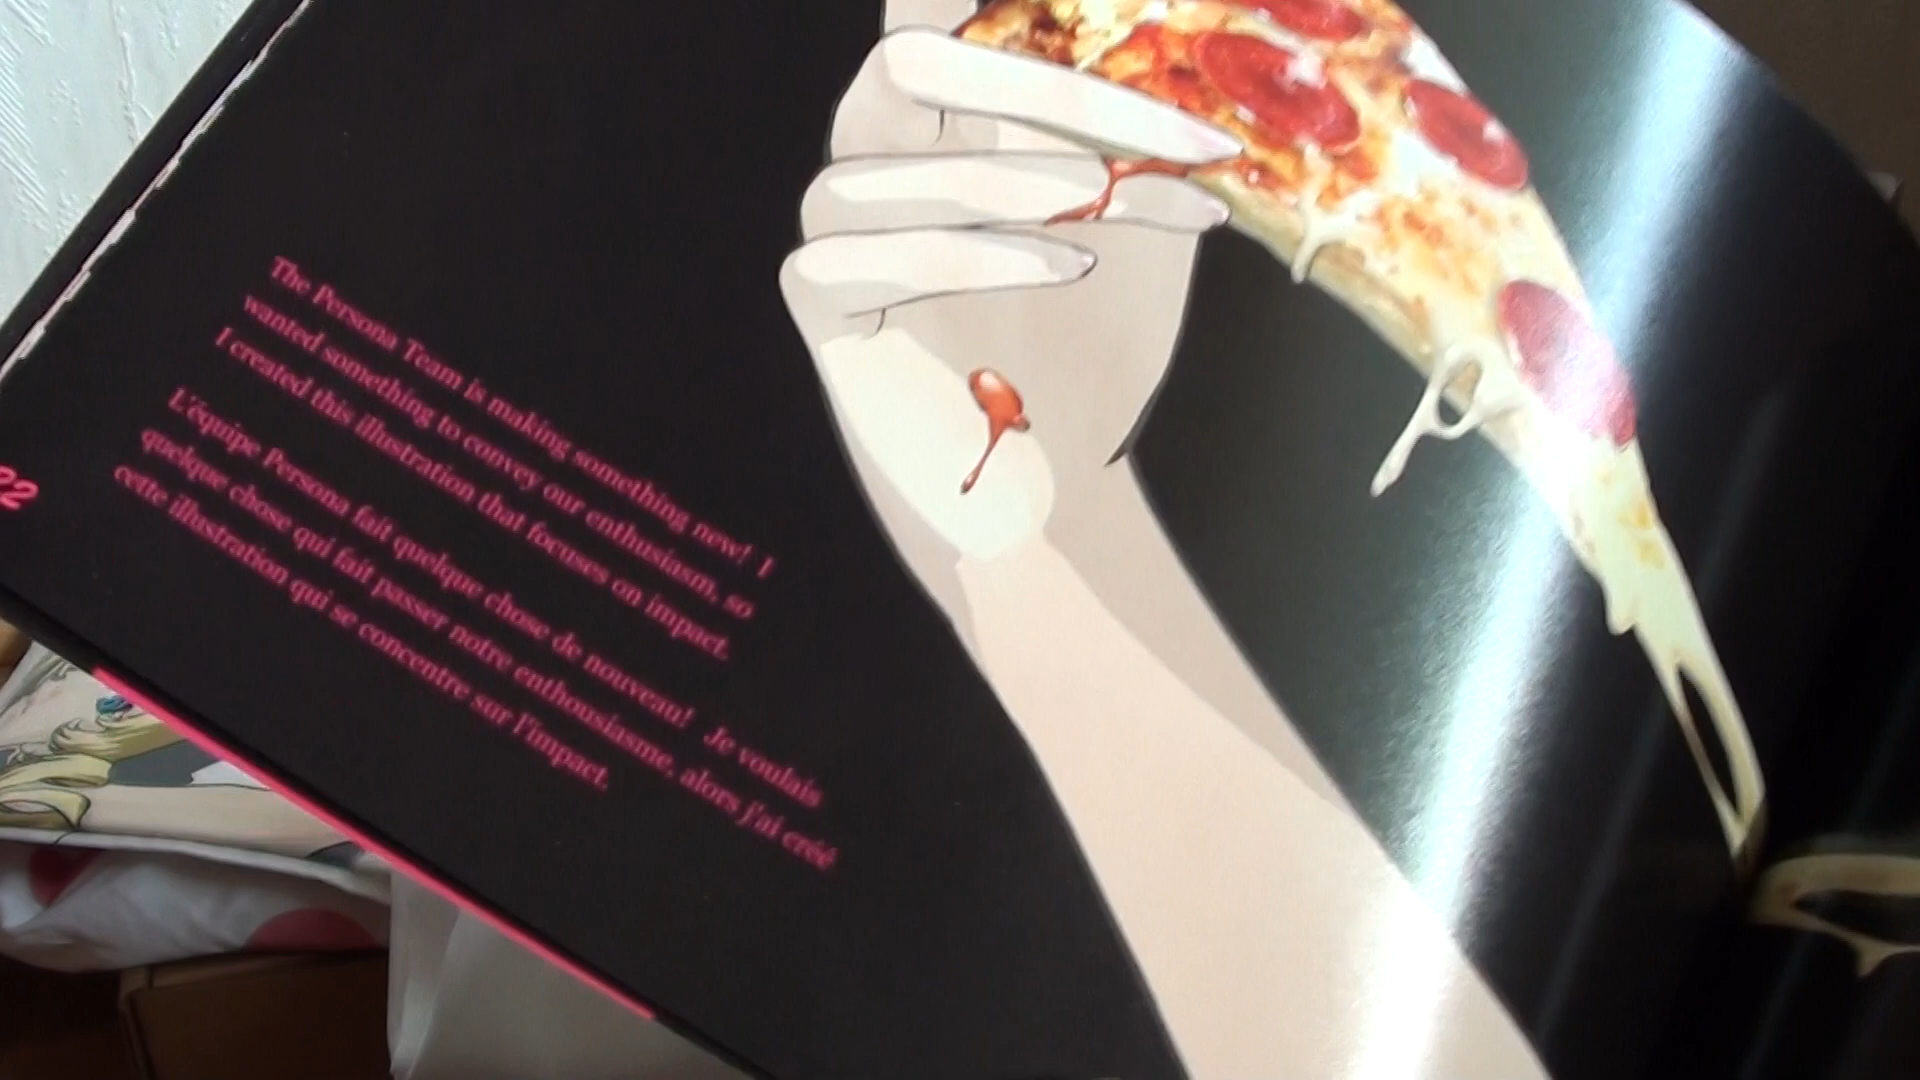 The Persona Team is making something new!  I
wanted something to convey our enthusiasm, so
I created this illustration that focuses on impact.
L'équipe Persona fait quelque chose de nouveau!  Je voulais
quelque chose qui fait passer notre enthousiasme, alors j'ai créé
cette illustration qui se concentre sur l'impact.
22